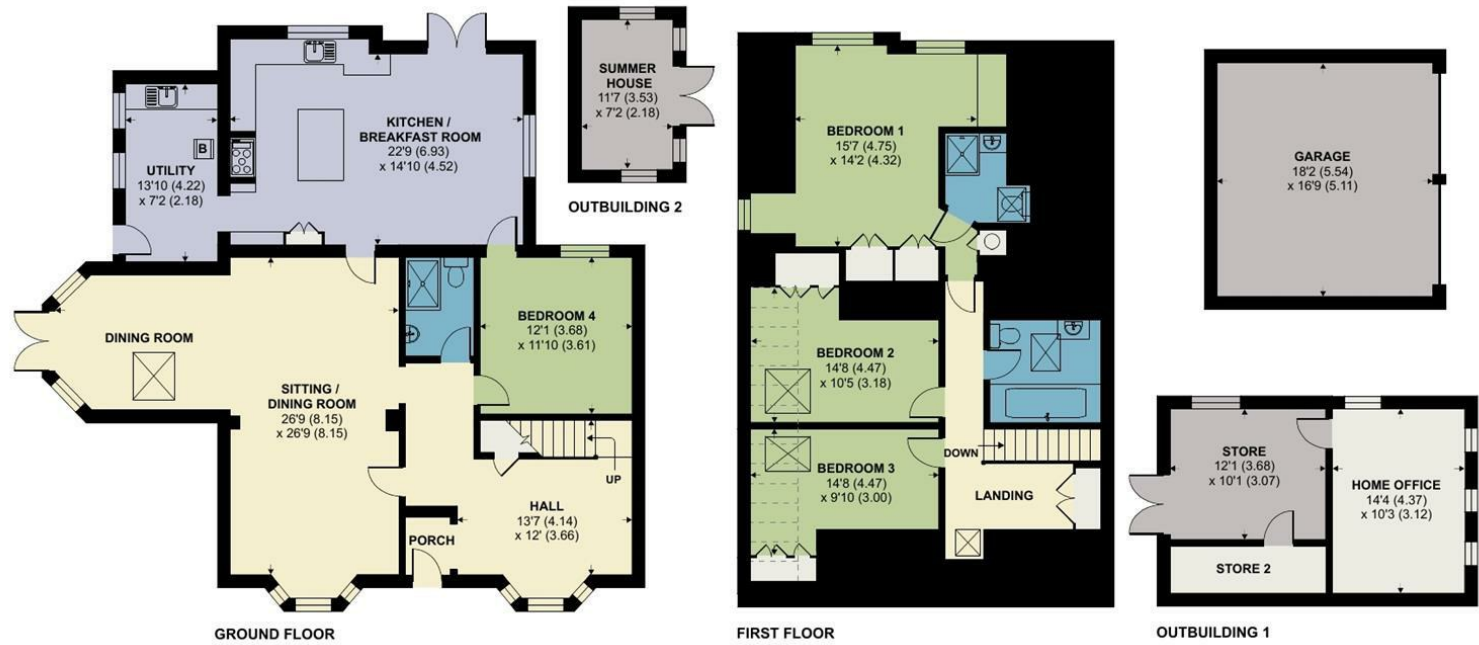 KITCHEN /
BREAKFAST ROOM
22'9 (6.93)
x 14'10 (4.52)
UTILITY
13'10 (4.22)
x 7'2 (2.18)
B
SUMMER
HOUSE
11'7 (3.53)
x 7'2 (2.18)
OUTBUILDING 2
DINING ROOM
SITTING /
DINING ROOM
26'9 (8.15)
x 26'9 (8.15)
BEDROOM 4
12'1 (3.68)
x 11'10 (3.61)
UP
HALL
13'7 (4.14)
x 12' (3.66)
PORCH
GROUND FLOOR
BEDROOM 1
15'7 (4.75)
x 14'2 (4.32)
BEDROOM 2
14'8 (4.47)
x 10'5 (3.18)
BEDROOM 3
14'8 (4.47)
x 9'10 (3.00)
DOWN
LANDING
FIRST FLOOR
GARAGE
18'2 (5.54)
x 16'9 (5.11)
STORE
12'1 (3.68)
x 10'1 (3.07)
HOME OFFICE
14'4 (4.37)
x 10'3 (3.12)
STORE 2
OUTBUILDING 1